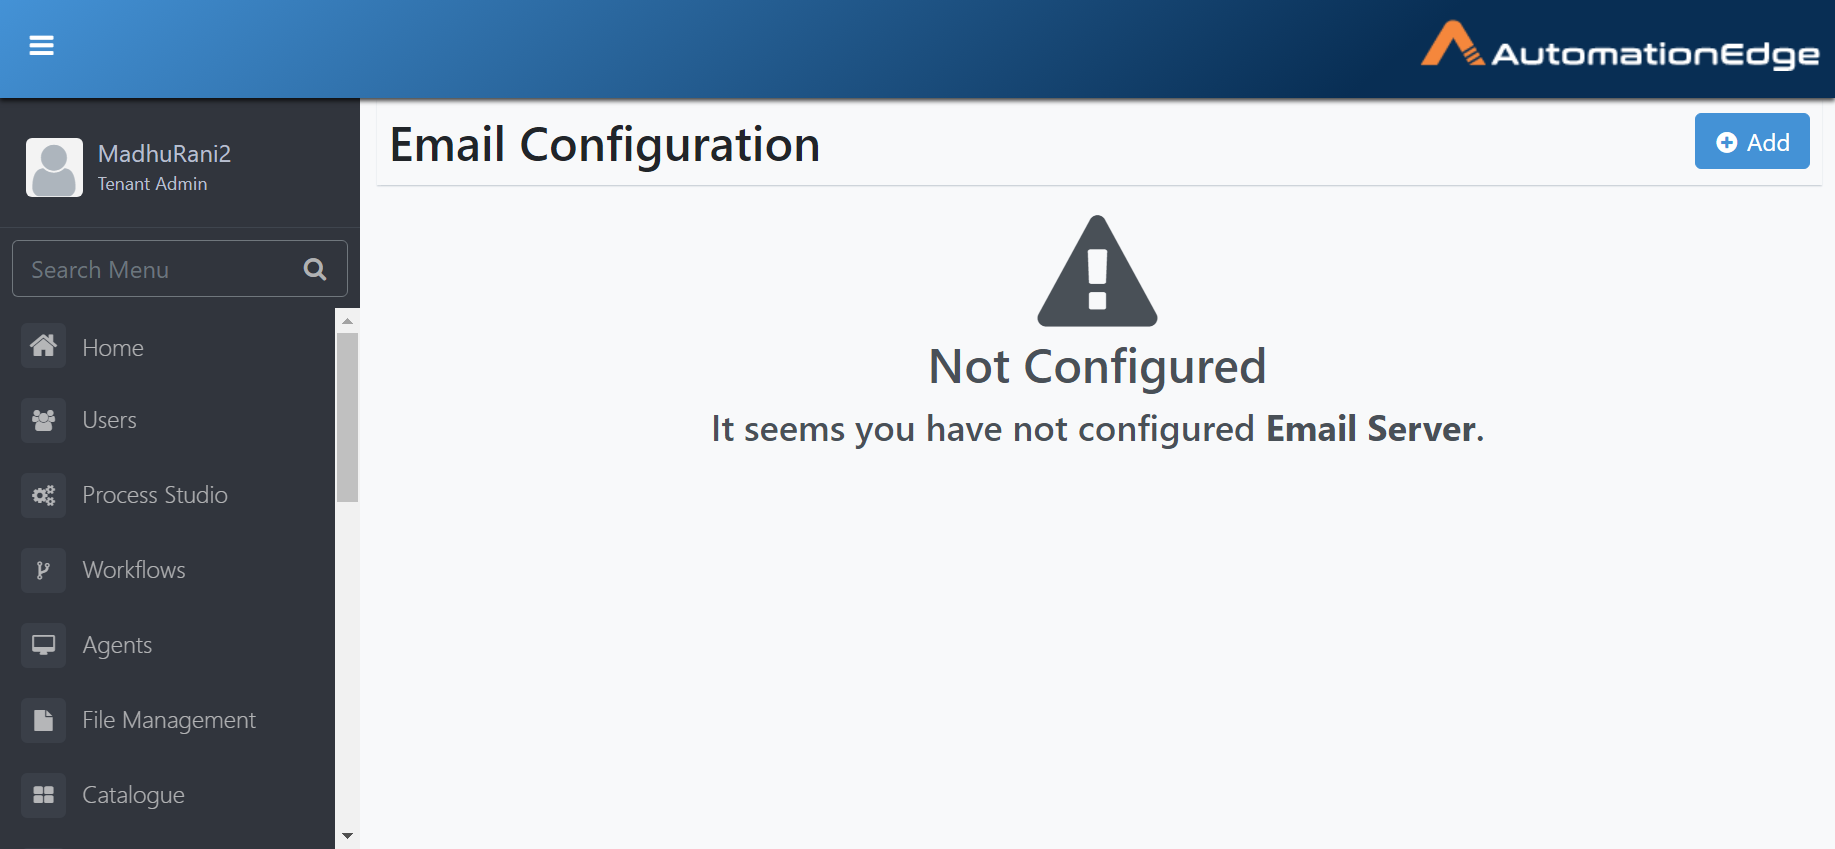 AutomationEdge
MadhuRani2
Tenant Admin
Search Menu
Home
Users
Process Studio
Workflows
Agents
File Management
Catalogue
Email Configuration
Add
Not Configured
It seems you have not configured Email Server.